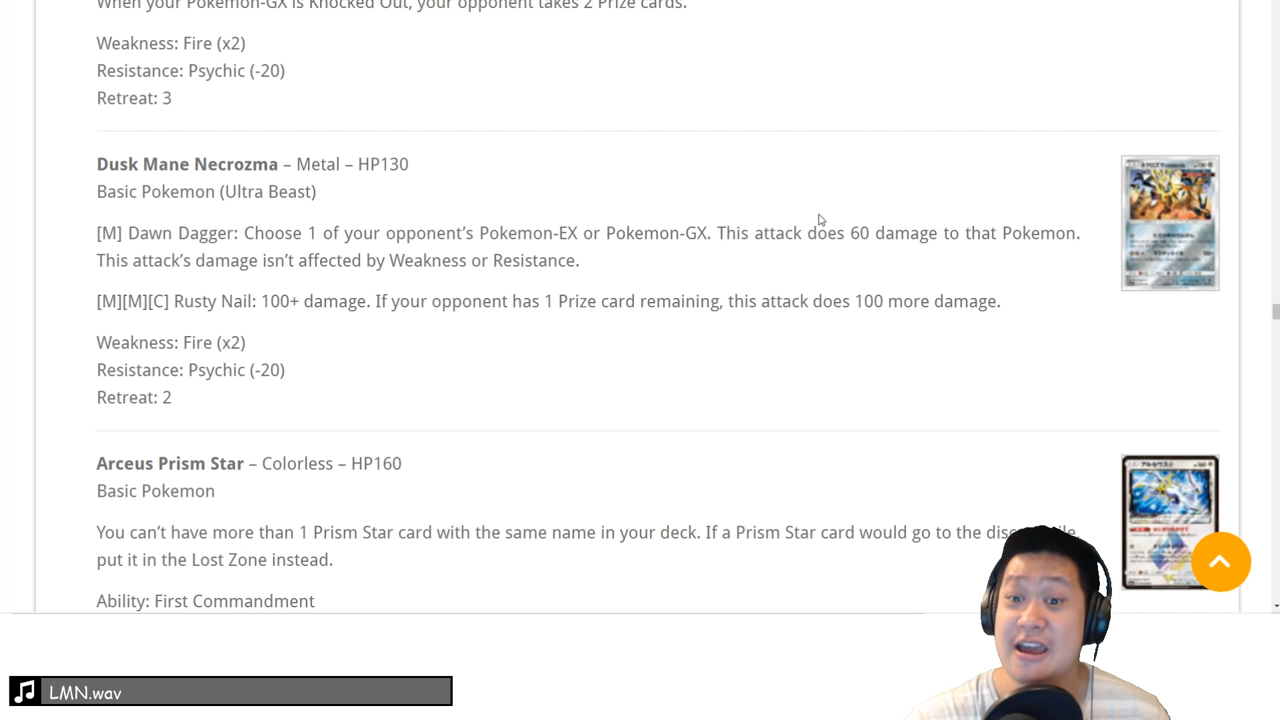 When your Pokemon-GX is Knocked Out, your opponent takes 2 Prize cards.
Weakness: Fire (x2)
Resistance: Psychic (-20)
Retreat: 3
Dusk Mane Necrozma – Metal – HP130
Basic Pokemon (Ultra Beast)
[M] Dawn Dagger: Choose 1 of your opponent's Pokemon-EX or Pokemon-GX. This attack does 60 damage to that Pokemon.
This attack's damage isn't affected by Weakness or Resistance.
[M][M][C] Rusty Nail: 100+ damage. If your opponent has 1 Prize card remaining, this attack does 100 more damage.
Weakness: Fire (x2)
Resistance: Psychic (-20)
Retreat: 2
Arceus Prism Star – Colorless – HP160
Basic Pokemon
You can't have more than 1 Prism Star card with the same name in your deck. If a Prism Star card would go to the
put it in the Lost Zone instead.
Ability: First Commandment
LMN.wav